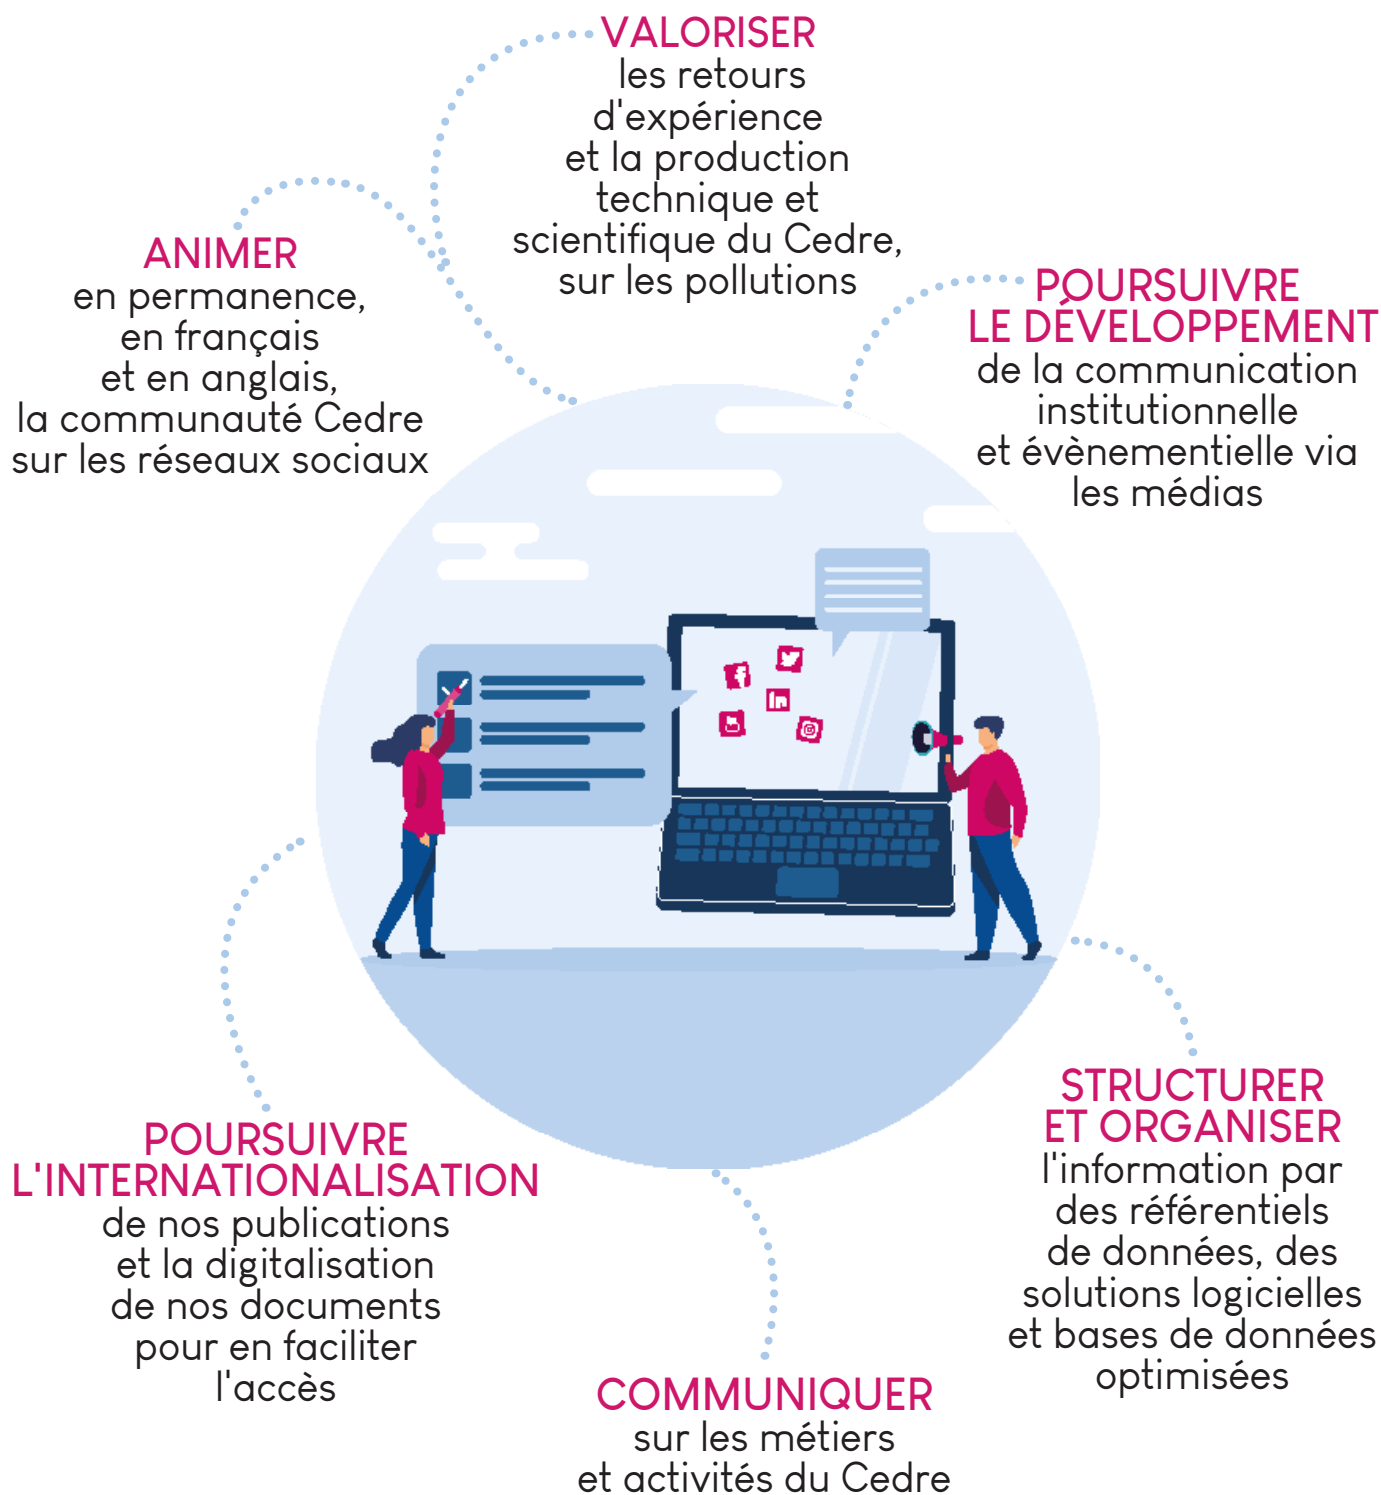 VALORISER
les retours
d'expérience
et la production
technique et
scientifique du Cedre,
sur les pollutions
ANIMER
en permanence,
en français
et en anglais,
la communauté Cedre
sur les réseaux sociaux
POURSUIVRE
LE DÉVELOPPEMENT
de la communication
institutionnelle
et évènementielle via
les médias
POURSUIVRE
L'INTERNATIONALISATION
de nos publications
et la digitalisation
de nos documents
pour en faciliter
l'accès
STRUCTURER
ET ORGANISER
l'information par
des référentiels
de données, des
solutions logicielles
et bases de données
optimisées
COMMUNIQUER
sur les métiers
et activités du Cedre